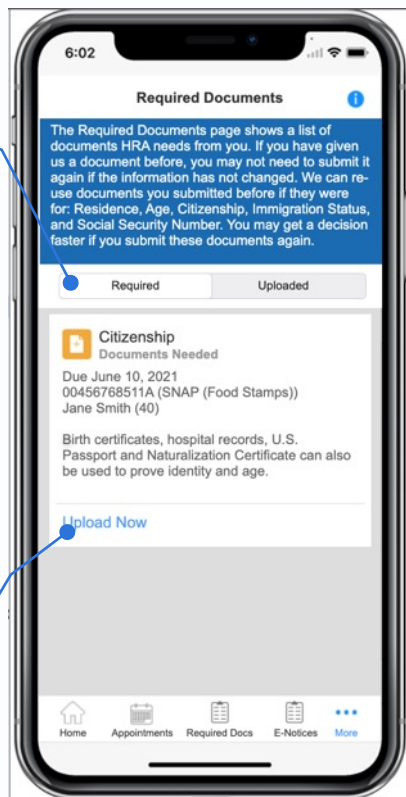 6:02
Required Documents
The Required Documents page shows a list of
documents HRA needs from you. If you have given
us a document before, you may not need to submit it
again if the information has not changed. We can re-
use documents you submitted before if they were
for: Residence, Age, Citizenship, Immigration Status,
and Social Security Number. You may get a decision
faster if you submit these documents again.
Required Uploaded
Citizenship
Documents Needed
Due June 10, 2021
00456768511A (SNAP (Food Stamps))
Jane Smith (40)
Birth certificates, hospital records, U.S.
Passport and Naturalization Certificate can also
be used to prove identity and age.
Upload Now
Home Appointments Required Docs E-Notices More